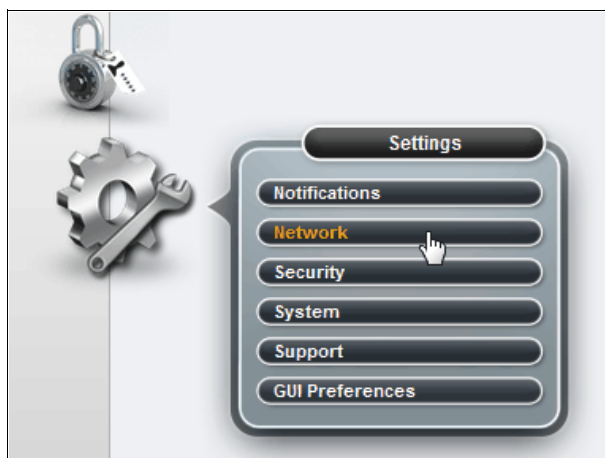 Settings
Notifications
Network
Security
System
Support
GUI Preferences